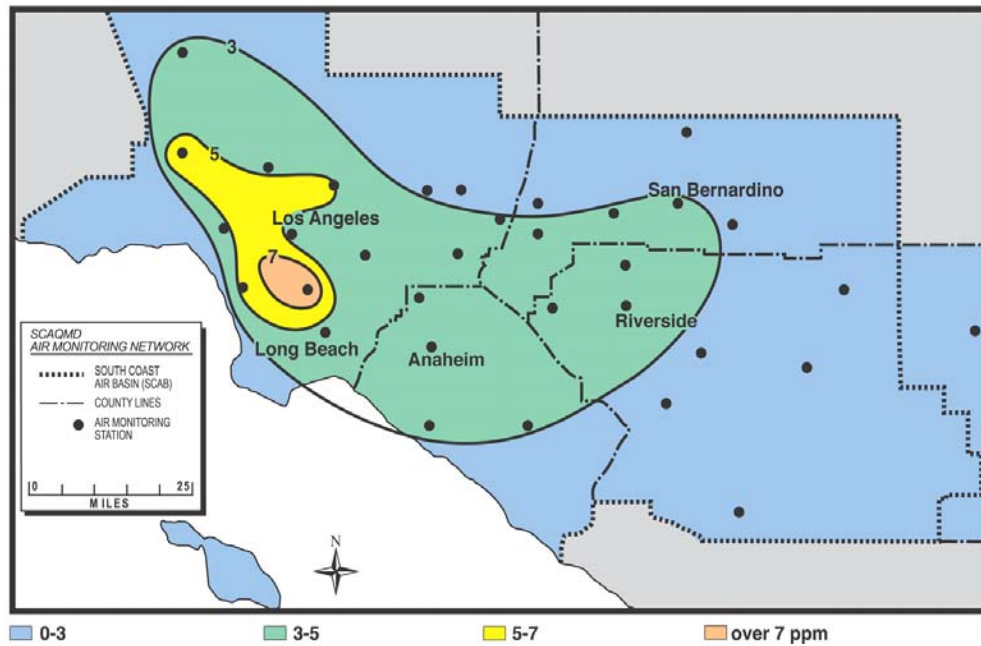 3
5
San Bernardino
Los Angeles
7
Riverside
Long Beach
Anaheim
SCAQMD
AIR MONITORING NETWORK
SOUTH COAST
AIR BASIN (SCAB)
COUNTY LINES
AIR MONITORING
STATION
0 25
MILES
N
0-3 3-5 5-7 over 7 ppm